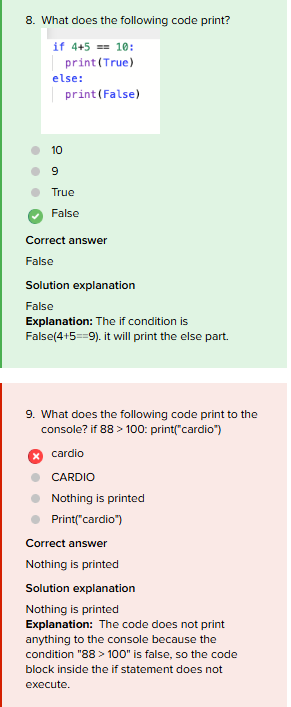 8. What does the following code print?
if 4+5 == 10:
print(True)
else:
print(False)
10
9
True
False
Correct answer
False
Solution explanation
False
Explanation: The if condition is
False(4+5==9). it will print the else part.
9. What does the following code print to the
console? if 88 > 100: print("cardio")
cardio
CARDIO
Nothing is printed
Print("cardio")
Correct answer
Nothing is printed
Solution explanation
Nothing is printed
Explanation: The code does not print
anything to the console because the
condition "88 > 100" is false, so the code
block inside the if statement does not
execute.